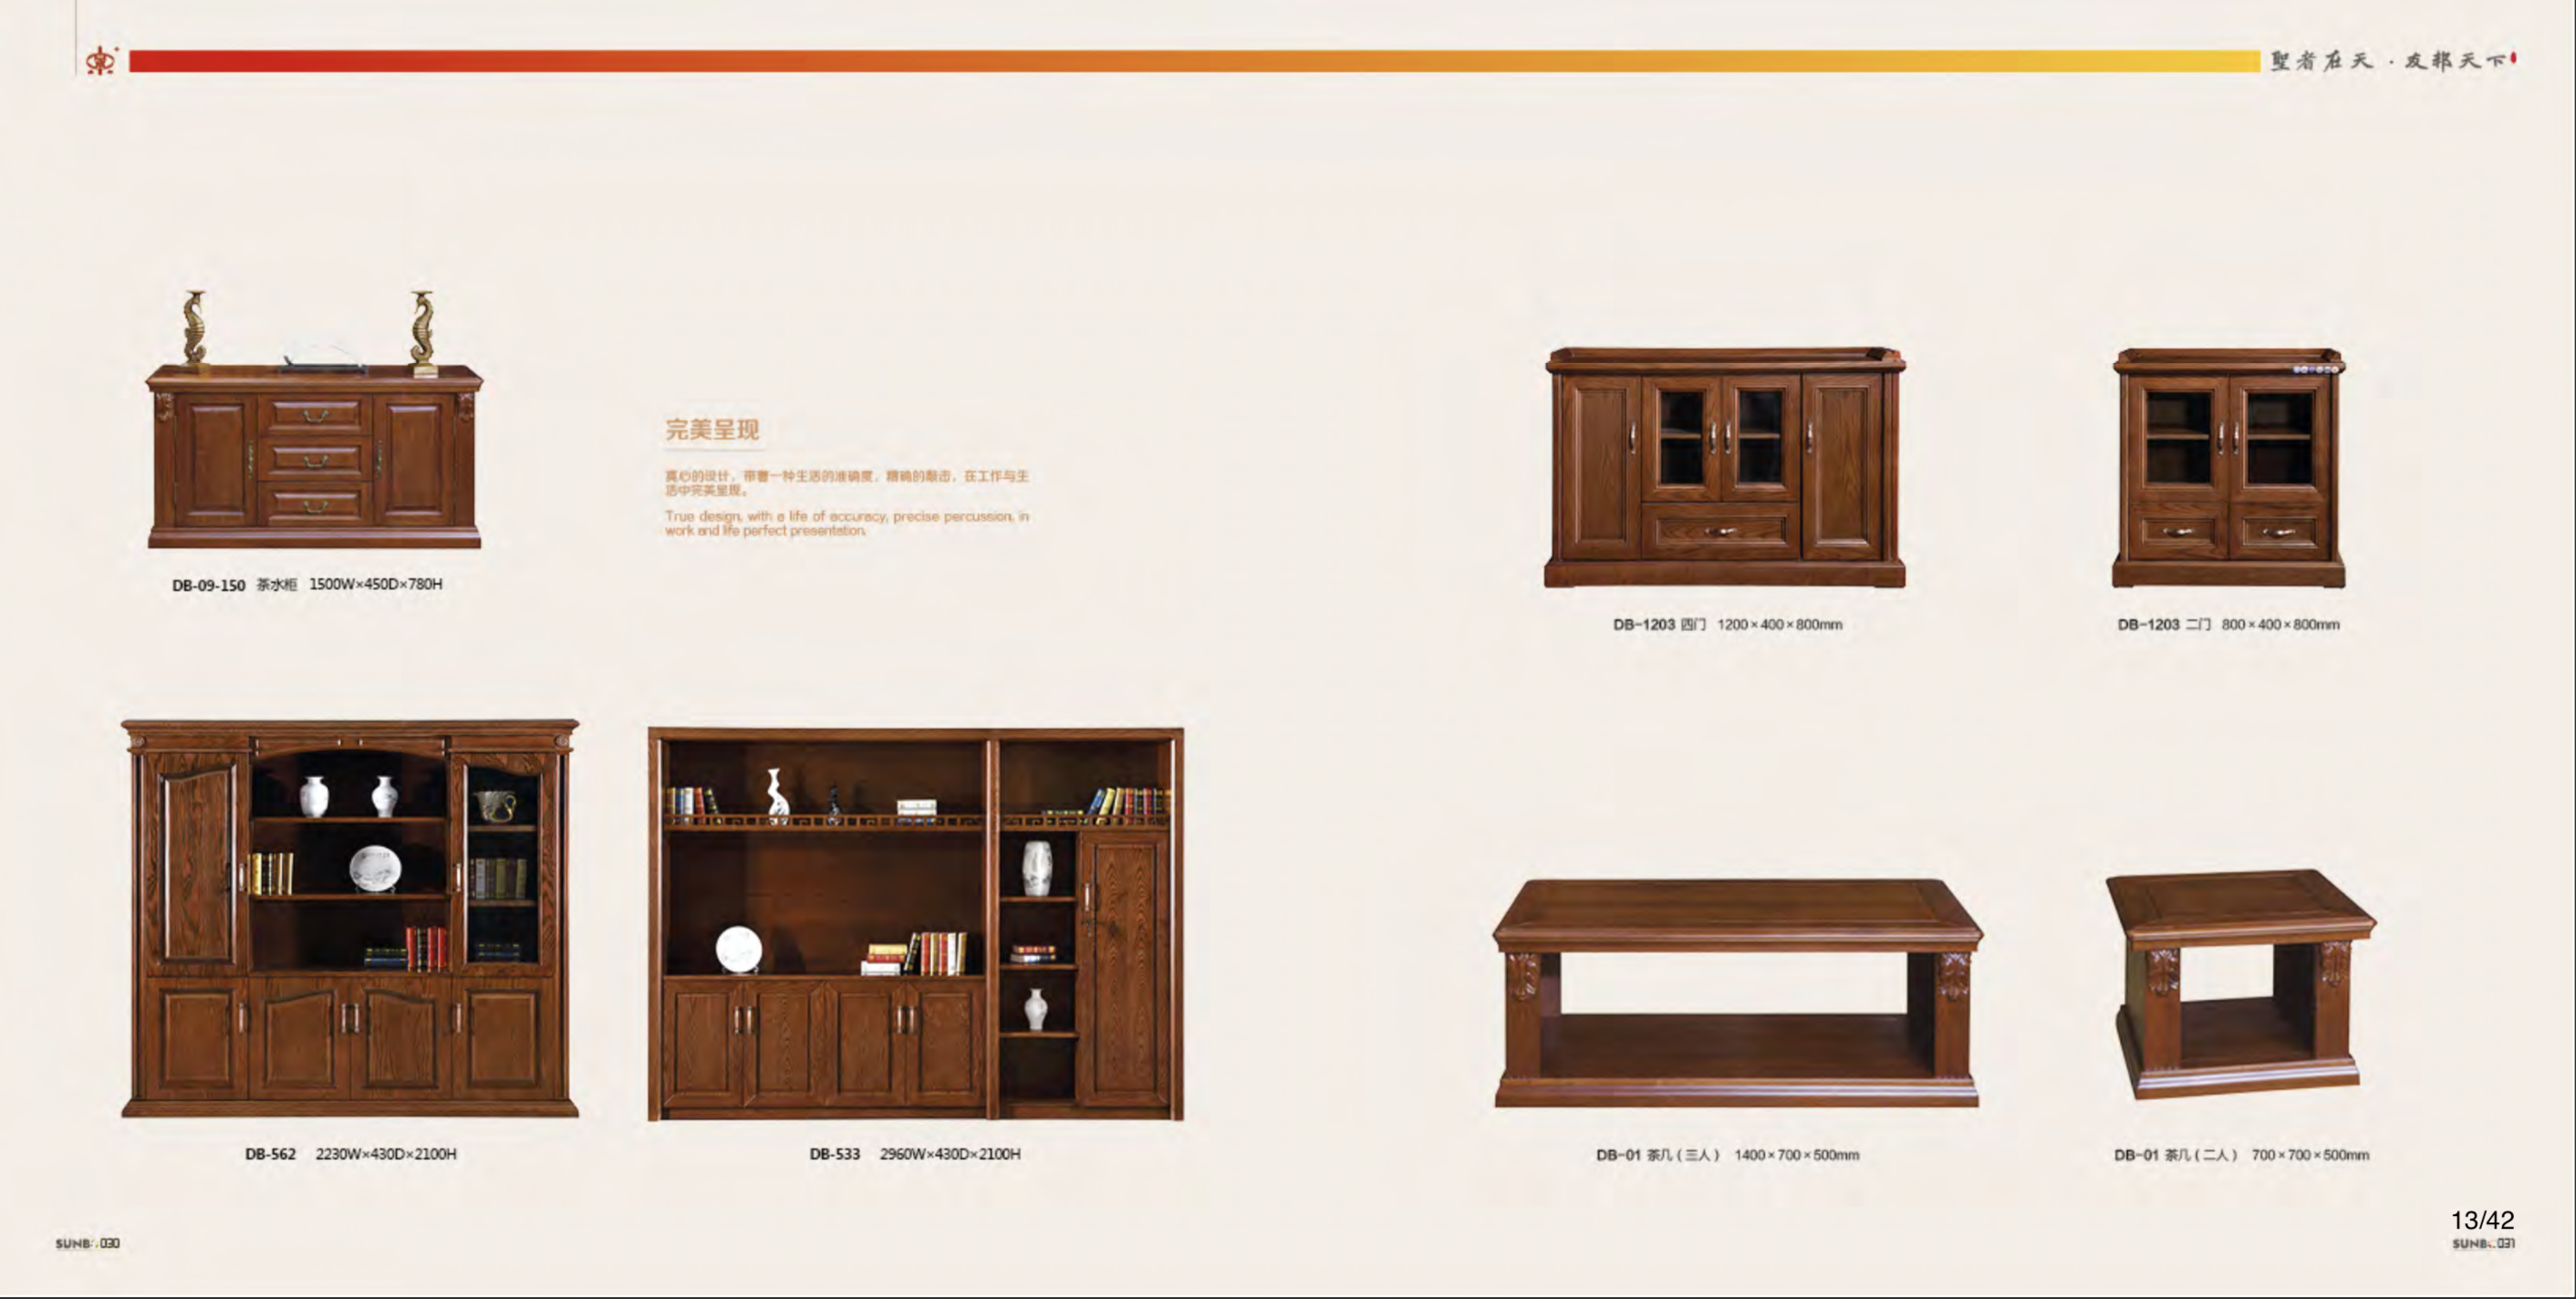 聖者在天·友邦天下
完美呈现
真心的设计，带着一种生活的准确度，精确的敲击，在工作与生
活中完美呈现。
True design, with a life of accuracy, precise percussion, in
work and life perfect presentation.
DB-09-150 茶水柜 1500W×450D×780H
DB-1203 四门 1200×400×800mm
DB-1203 二门 800×400×800mm
DB-562 2230W×430D×2100H
DB-533 2960W×430D×2100H
DB-01 茶几(三人) 1400×700×500mm
DB-01 茶几(二人) 700×700×500mm
13/42
030
031